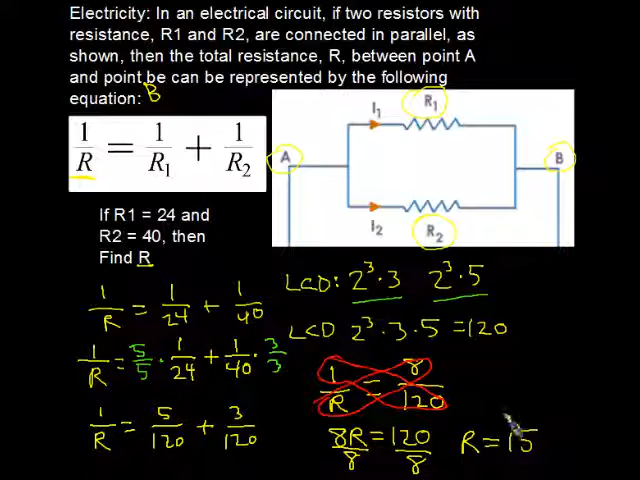 Electricity: In an electrical circuit, if two resistors with
resistance, R1 and R2, are connected in parallel, as
shown, then the total resistance, R, between point A
and point be can be represented by the following
equation: B
1/R = 1/R₁ + 1/R₂
I₁ R₁
A B
I₂ R₂
If R1 = 24 and
R2 = 40, then
Find R
1/R = 1/24 + 1/40
1/R = 5/5 · 1/24 + 1/40 · 3/3
1/R = 5/120 + 3/120
LCD: 2³·3 2³·5
LCD 2³·3·5 = 120
1/R = 8/120
8R/8 = 120/8 R = 15